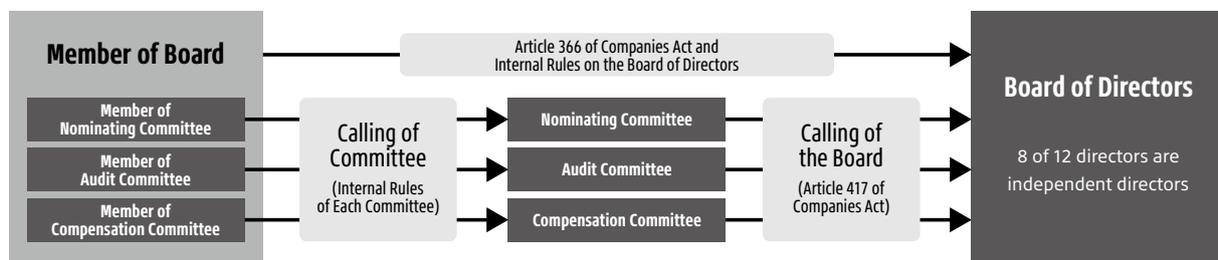 Member of Board
Article 366 of Companies Act and
Internal Rules on the Board of Directors
Member of
Nominating Committee
Member of
Audit Committee
Member of
Compensation Committee
Calling of
Committee
(Internal Rules
of Each Committee)
Nominating Committee
Audit Committee
Compensation Committee
Calling of
the Board
(Article 417 of
Companies Act)
Board of Directors
8 of 12 directors are
independent directors